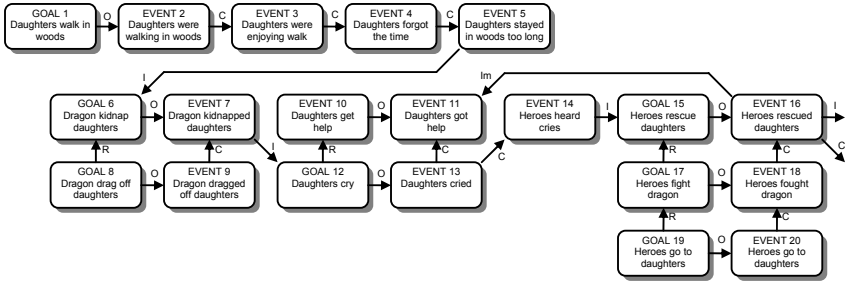 GOAL 1
Daughters walk in
woods
O
EVENT 2
Daughters were
walking in woods
C
EVENT 3
Daughters were
enjoying walk
C
EVENT 4
Daughters forgot
the time
C
EVENT 5
Daughters stayed
in woods too long
I
Im
GOAL 6
Dragon kidnap
daughters
O
EVENT 7
Dragon kidnapped
daughters
I
EVENT 10
Daughters get
help
O
EVENT 11
Daughters got
help
EVENT 14
Heroes heard
cries
I
GOAL 15
Heroes rescue
daughters
O
EVENT 16
Heroes rescued
daughters
I
C
R
C
R
C
C
R
C
GOAL 8
Dragon drag off
daughters
O
EVENT 9
Dragon dragged
off daughters
GOAL 12
Daughters cry
O
EVENT 13
Daughters cried
GOAL 17
Heroes fight
dragon
O
EVENT 18
Heroes fought
dragon
R
C
GOAL 19
Heroes go to
daughters
O
EVENT 20
Heroes go to
daughters